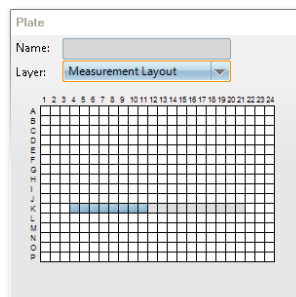 Plate
Name:
Layer: Measurement Layout
1 2 3 4 5 6 7 8 9 10 11 12 13 14 15 16 17 18 19 20 21 22 23 24
A
B
C
D
E
F
G
H
I
J
K
L
M
N
O
P